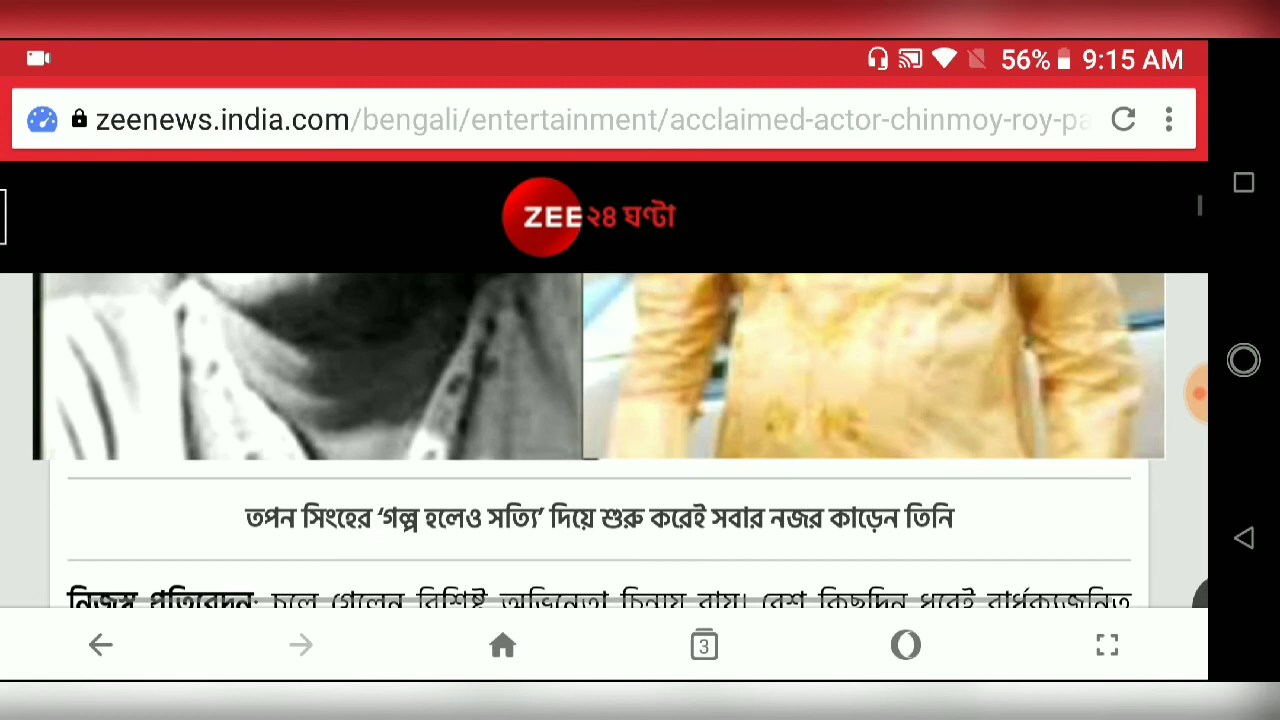 56% 9:15 AM
zeenews.india.com/bengali/entertainment/acclaimed-actor-chinmoy-roy-pa
ZEE ২৪ ঘণ্টা
তপন সিংহের ‘গল্প হলেও সত্যি’ দিয়ে শুরু করেই সবার নজর কাড়েন তিনি
নিজস্ব প্রতিবেদন: চলে গেলেন বিশিষ্ট অভিনেতা চিন্ময় রায়। বেশ কিছুদিন ধরেই বার্ধক্যজনিত
3